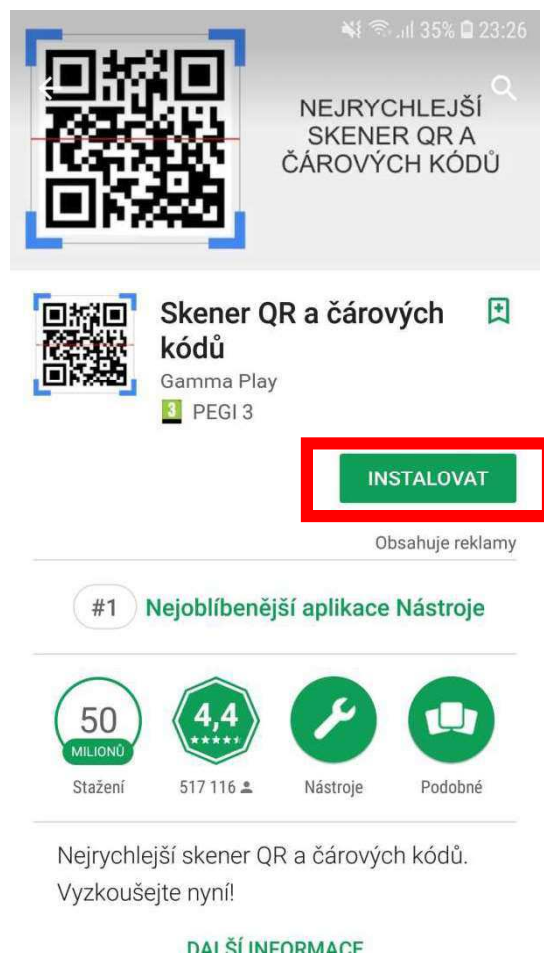 35% 23:26
NEJRYCHLEJŠÍ
SKENER QR A
ČÁROVÝCH KÓDŮ
Skener QR a čárových
kódů
Gamma Play
3 PEGI 3
INSTALOVAT
Obsahuje reklamy
#1 Nejoblíbenější aplikace Nástroje
50
MILIONŮ
4,4
Stažení 517 116 Nástroje Podobné
Nejrychlejší skener QR a čárových kódů.
Vyzkoušejte nyní!
DALŠÍ INFORMACE